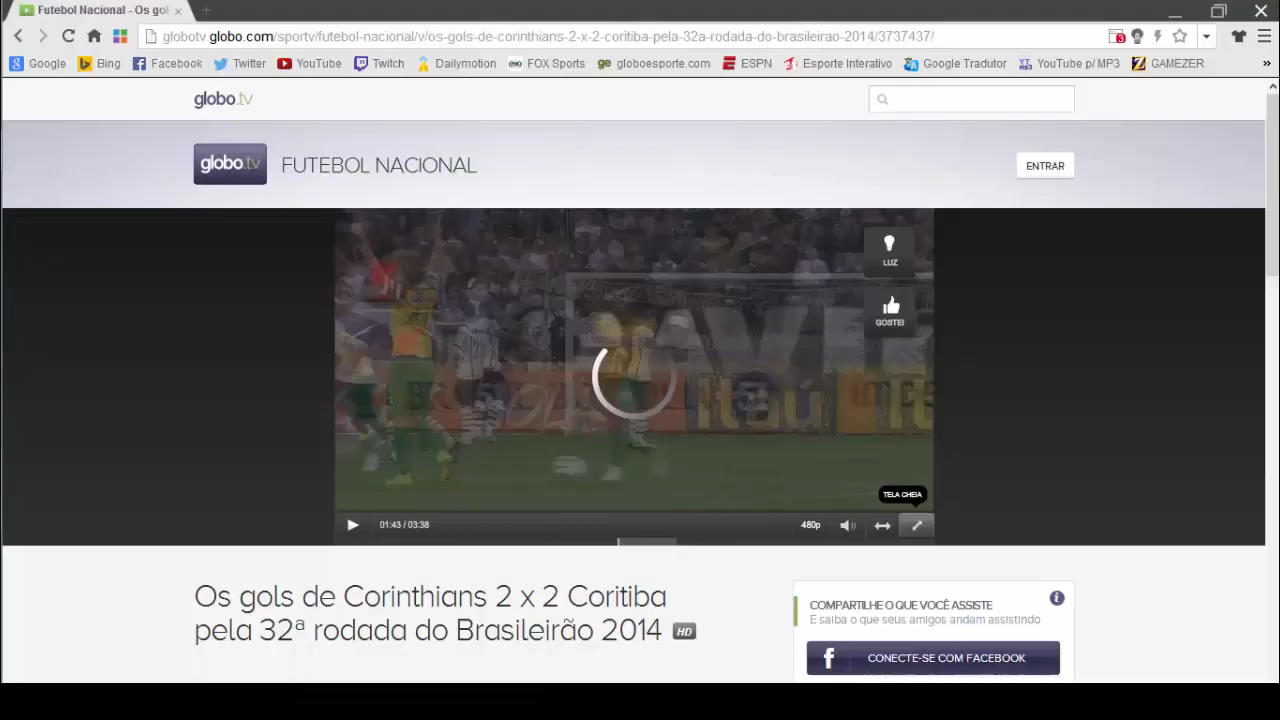 Futebol Nacional - Os gol
globotv.globo.com/sportv/futebol-nacional/v/os-gols-de-corinthians-2-x-2-coritiba-pela-32a-rodada-do-brasileirao-2014/3737437/
3
Google Bing Facebook Twitter YouTube Twitch Dailymotion FOX Sports globoesporte.com ESPN Esporte Interativo Google Tradutor YouTube p/ MP3 GAMEZER »
globo.tv
globo.tv FUTEBOL NACIONAL ENTRAR
LUZ
GOSTEI
Itaú
TELA CHEIA
01:43 / 03:38 480p
Os gols de Corinthians 2 x 2 Coritiba
pela 32ª rodada do Brasileirão 2014 HD
COMPARTILHE O QUE VOCÊ ASSISTE
E saiba o que seus amigos andam assistindo
CONECTE-SE COM FACEBOOK